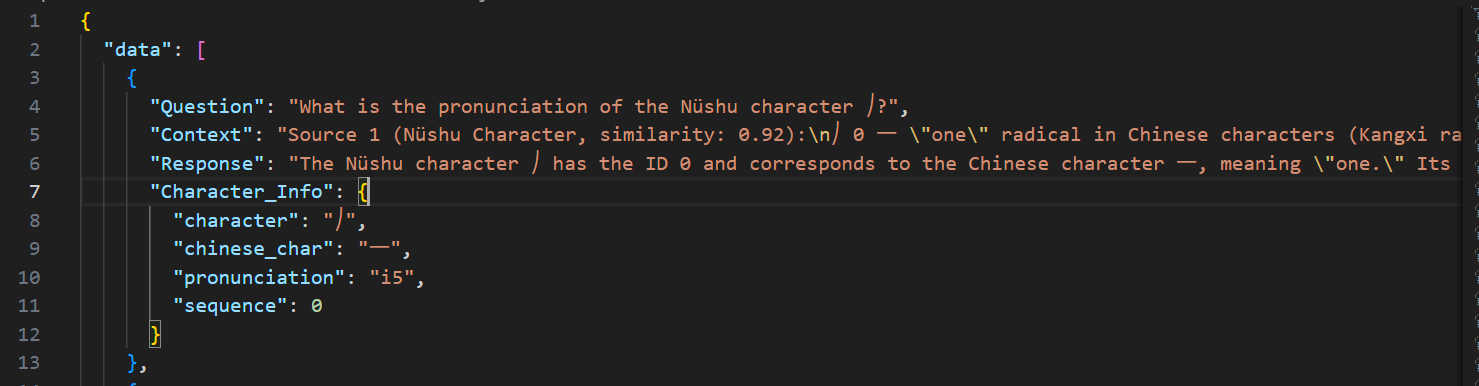 1 {
2 "data": [
3 {
4 "Question": "What is the pronunciation of the Nüshu character 𛅰?",
5 "Context": "Source 1 (Nüshu Character, similarity: 0.92):\n𛅰 0 一 \"one\" radical in Chinese characters (Kangxi ra
6 "Response": "The Nüshu character 𛅰 has the ID 0 and corresponds to the Chinese character 一, meaning \"one.\" Its
7 "Character_Info": {
8 "character": "𛅰",
9 "chinese_char": "一",
10 "pronunciation": "i5",
11 "sequence": 0
12 }
13 },